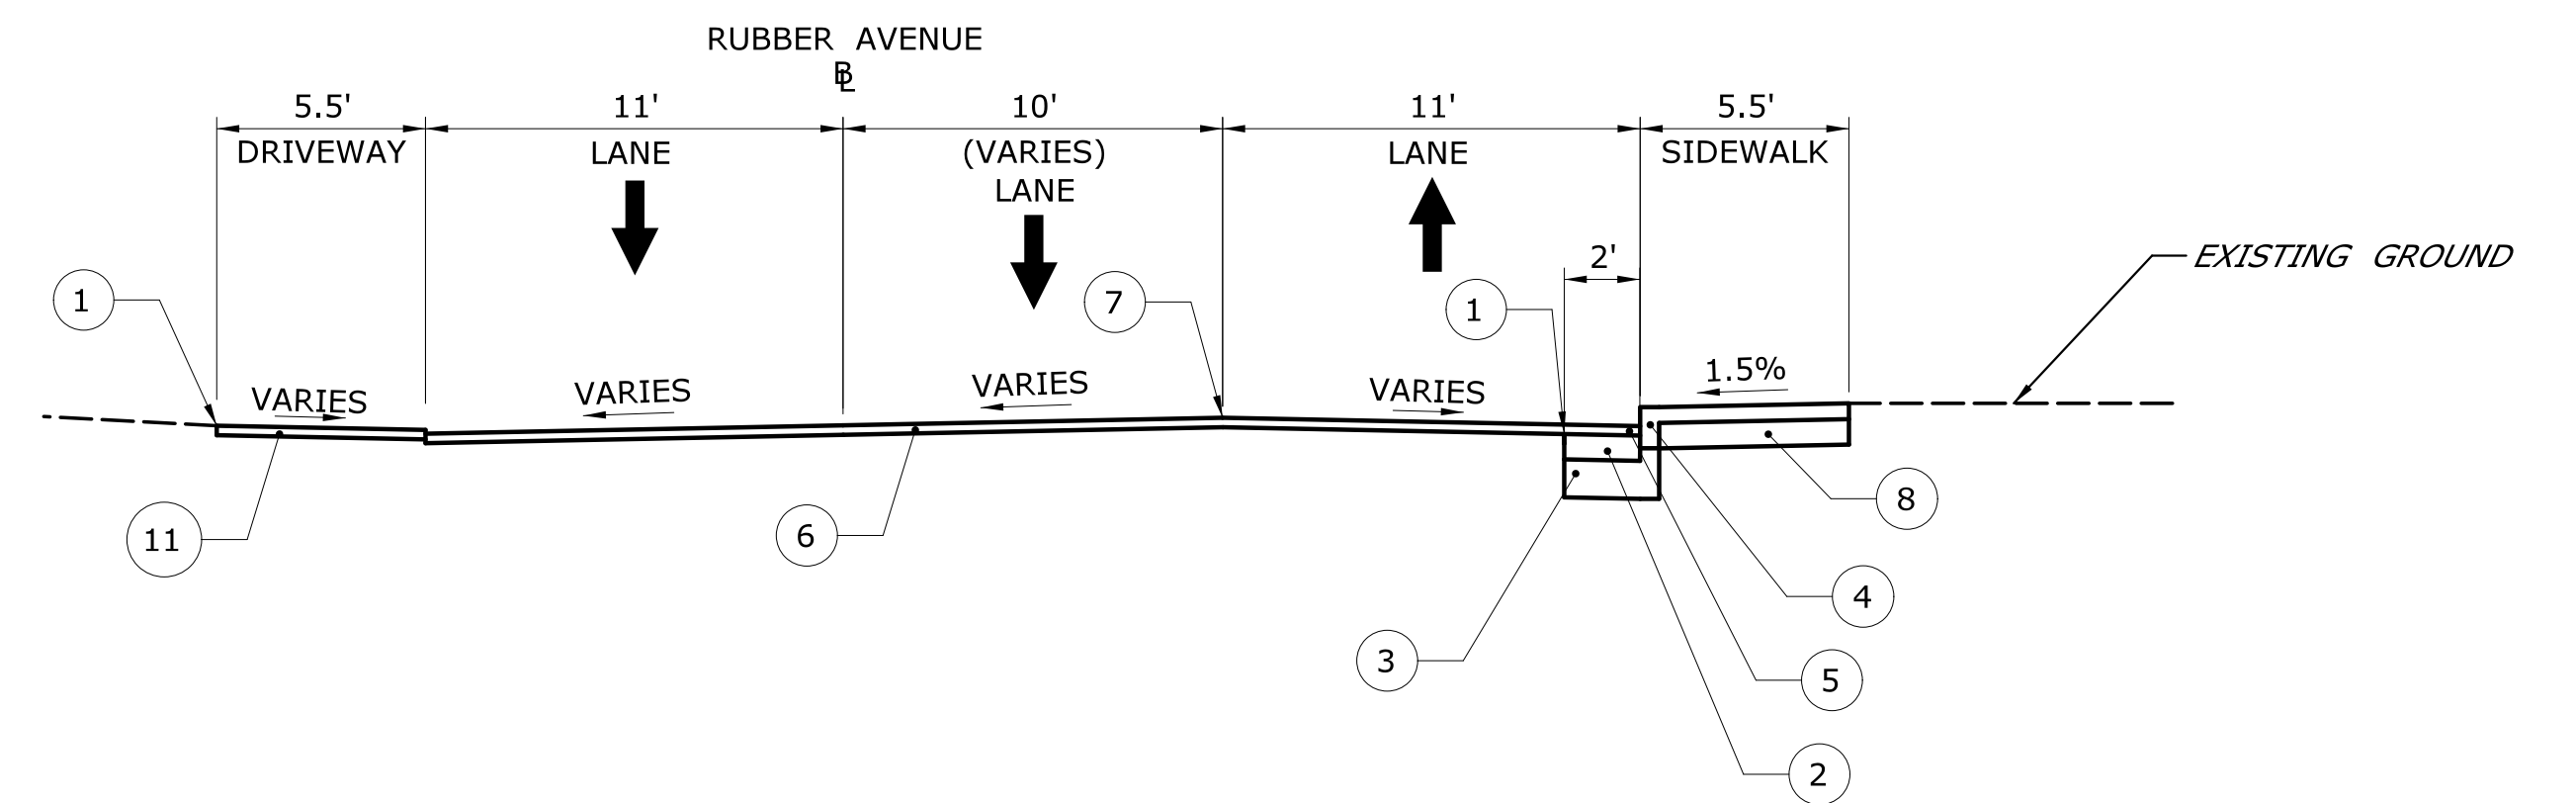 RUBBER AVENUE
BL
5.5' 11' 10' 11' 5.5'
DRIVEWAY LANE (VARIES) LANE SIDEWALK
LANE
2'
EXISTING GROUND
1 7 1
VARIES VARIES VARIES VARIES 1.5%
11 6 8
4
3 5
2